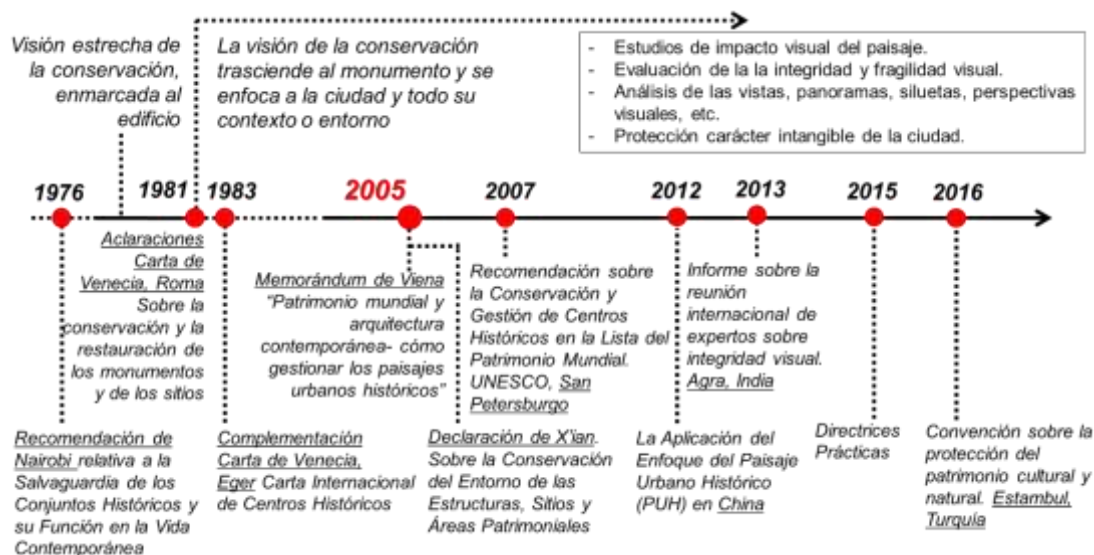 Visión estrecha de
la conservación,
enmarcada al
edificio
La visión de la conservación
trasciende al monumento y se
enfoca a la ciudad y todo su
contexto o entorno
- Estudios de impacto visual del paisaje.
- Evaluación de la la integridad y fragilidad visual.
- Análisis de las vistas, panoramas, siluetas, perspectivas
visuales, etc.
- Protección carácter intangible de la ciudad.
1976
1981
1983
2005
2007
2012
2013
2015
2016
Aclaraciones
Carta de
Venecia, Roma
Sobre la
conservación y la
restauración de
los monumentos
y de los sitios
Memorándum de Viena
"Patrimonio mundial y
arquitectura
contemporánea- cómo
gestionar los paisajes
urbanos históricos"
Recomendación sobre
la Conservación y
Gestión de Centros
Históricos en la Lista del
Patrimonio Mundial.
UNESCO, San
Petersburgo
Informe sobre la
reunión
internacional de
expertos sobre
integridad visual.
Agra, India
Recomendación de
Nairobi relativa a la
Salvaguardia de los
Conjuntos Históricos y
su Función en la Vida
Contemporánea
Complementación
Carta de Venecia,
Eger Carta Internacional
de Centros Históricos
Declaración de X'ian.
Sobre la Conservación
del Entorno de las
Estructuras, Sitios y
Áreas Patrimoniales
La Aplicación del
Enfoque del Paisaje
Urbano Histórico
(PUH) en China
Directrices
Prácticas
Convención sobre la
protección del
patrimonio cultural y
natural. Estambul,
Turquía